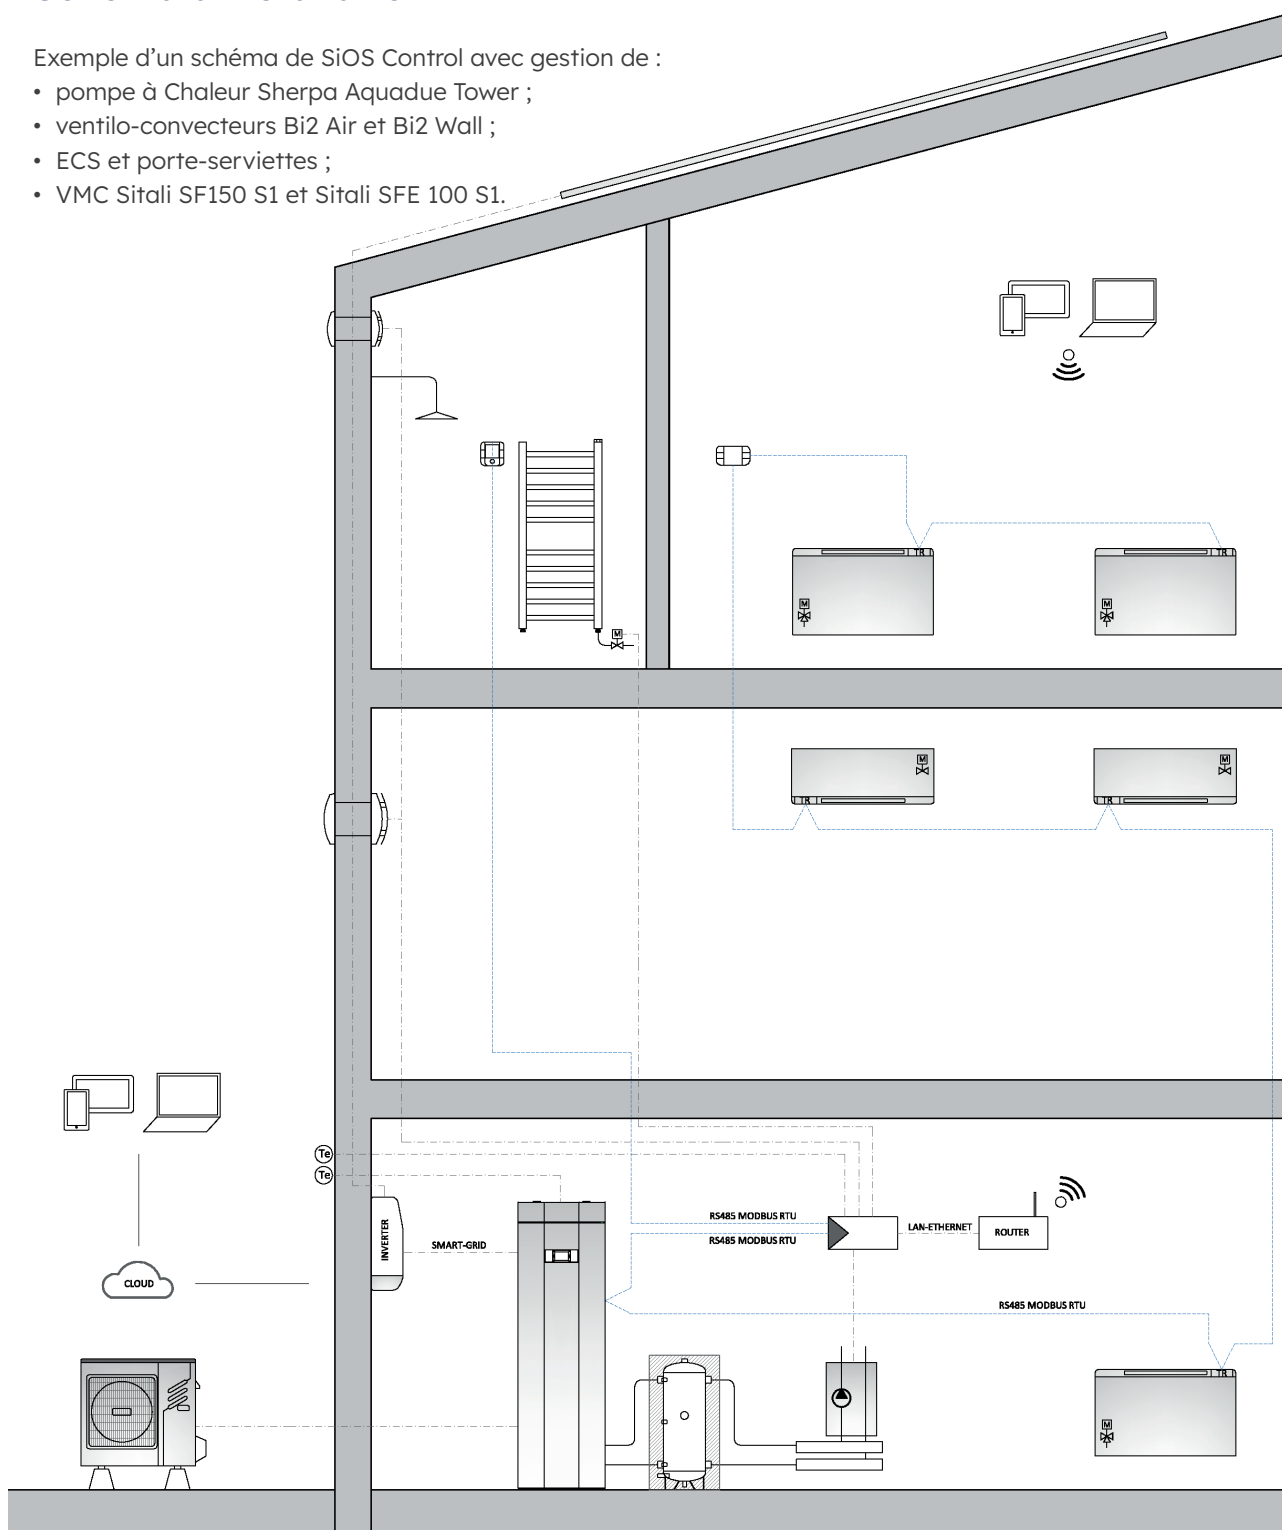 Exemple d’un schéma de SiOS Control avec gestion de :
• pompe à Chaleur Sherpa Aquadue Tower ;
• ventilo-convecteurs Bi2 Air et Bi2 Wall ;
• ECS et porte-serviettes ;
• VMC Sitali SF150 S1 et Sitali SFE 100 S1.
TR
TR
M
M
M
M
M
TR
TR
Te
Te
INVERTER
SMART-GRID
RS485 MODBUS RTU
RS485 MODBUS RTU
LAN-ETHERNET
ROUTER
CLOUD
RS485 MODBUS RTU
TR
M